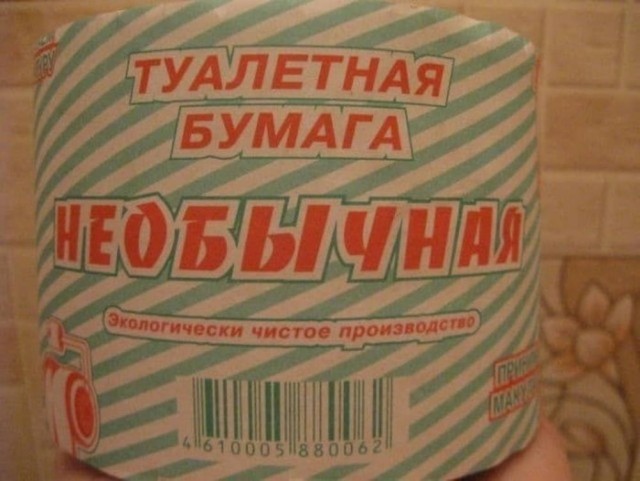 ТУАЛЕТНАЯ
БУМАГА
НЕОБЫЧНАЯ
Экологически чистое производство
4 610005 880062